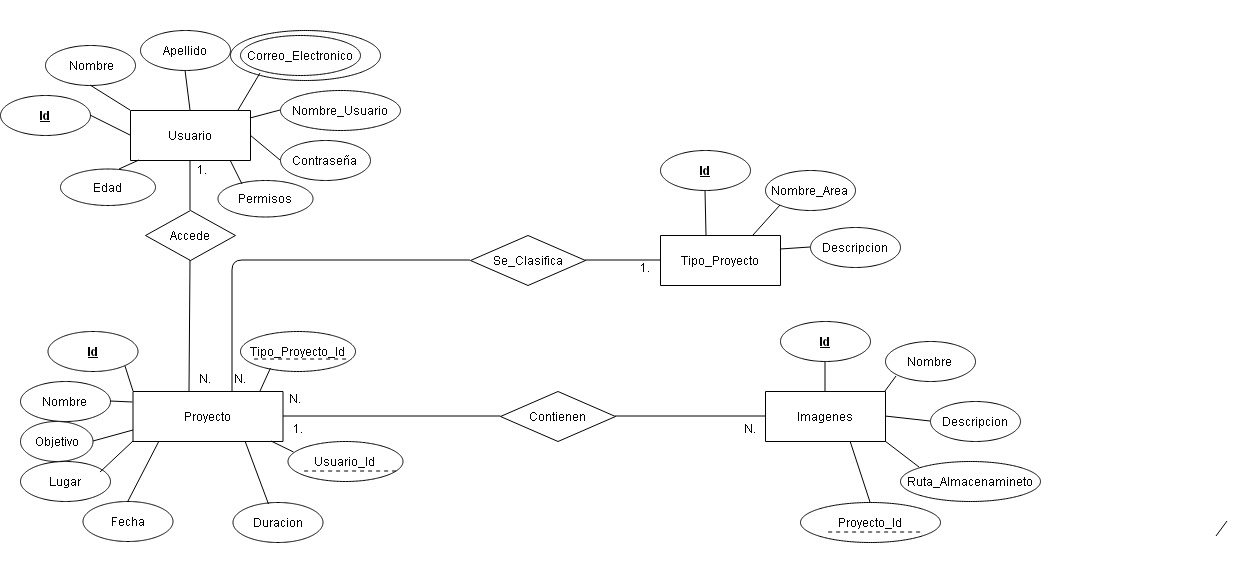 Apellido
Correo_Electronico
Nombre
Id
Nombre_Usuario
Usuario
Contraseña
1.
Edad
Permisos
Accede
Id
Nombre_Area
Descripcion
Se_Clasifica
1.
Tipo_Proyecto
Id
Tipo_Proyecto_Id
N.
N.
Nombre
N.
Proyecto
1.
Objetivo
Lugar
Usuario_Id
Fecha
Duracion
Contienen
N.
Id
Nombre
Imagenes
Descripcion
Ruta_Almacenamineto
Proyecto_Id